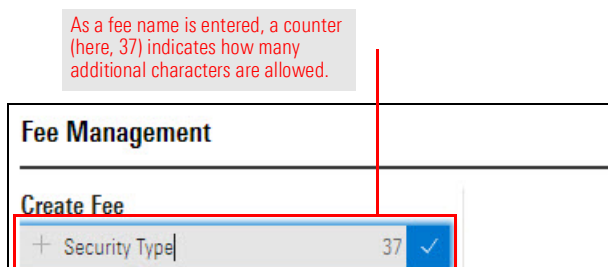 As a fee name is entered, a counter
(here, 37) indicates how many
additional characters are allowed.
Fee Management
Create Fee
Security Type 37